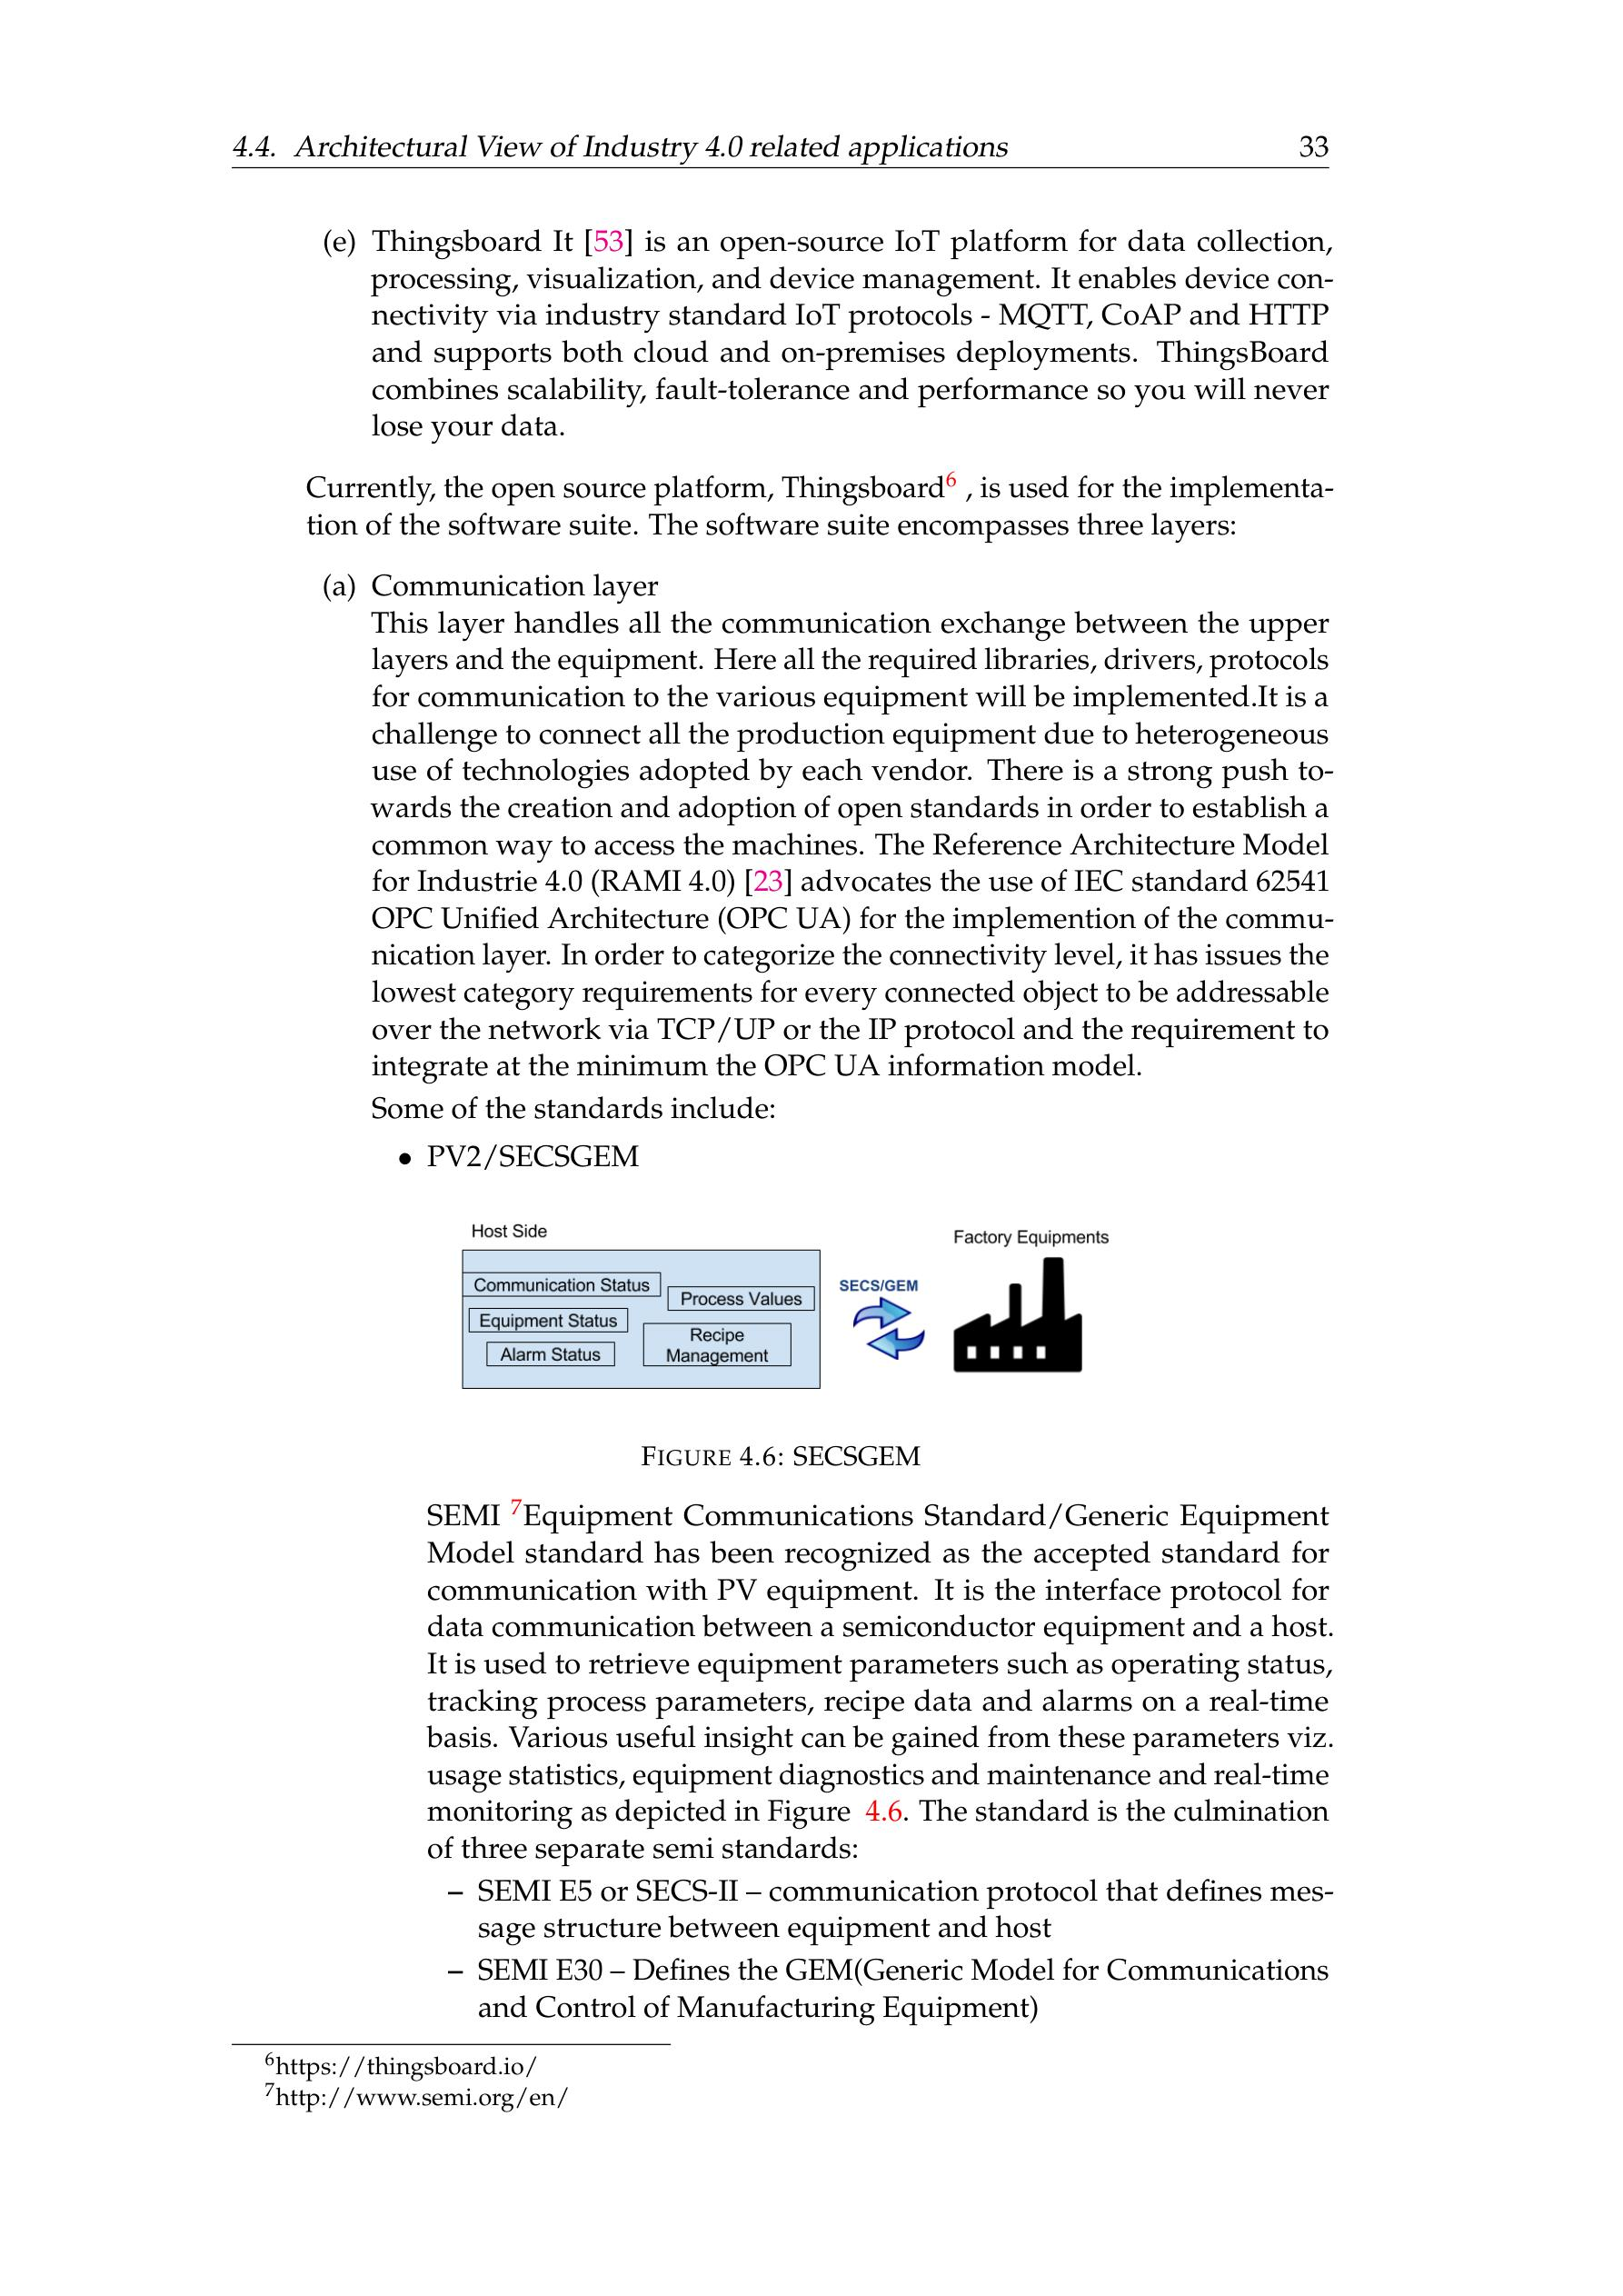 4.4. Architectural View of Industry 4.0 related applications 33
(e) Thingsboard It [53] is an open-source IoT platform for data collection,
processing, visualization, and device management. It enables device con-
nectivity via industry standard IoT protocols - MQTT, CoAP and HTTP
and supports both cloud and on-premises deployments. ThingsBoard
combines scalability, fault-tolerance and performance so you will never
lose your data.
Currently, the open source platform, Thingsboard6 , is used for the implementa-
tion of the software suite. The software suite encompasses three layers:
(a) Communication layer
This layer handles all the communication exchange between the upper
layers and the equipment. Here all the required libraries, drivers, protocols
for communication to the various equipment will be implemented.It is a
challenge to connect all the production equipment due to heterogeneous
use of technologies adopted by each vendor. There is a strong push to-
wards the creation and adoption of open standards in order to establish a
common way to access the machines. The Reference Architecture Model
for Industrie 4.0 (RAMI 4.0) [23] advocates the use of IEC standard 62541
OPC Unified Architecture (OPC UA) for the implemention of the commu-
nication layer. In order to categorize the connectivity level, it has issues the
lowest category requirements for every connected object to be addressable
over the network via TCP/UP or the IP protocol and the requirement to
integrate at the minimum the OPC UA information model.
Some of the standards include:
• PV2/SECSGEM
Host Side
Communication Status
Process Values
Equipment Status
Recipe
Management
Alarm Status
SECS/GEM
Factory Equipments
FIGURE 4.6: SECSGEM
SEMI 7Equipment Communications Standard/Generic Equipment
Model standard has been recognized as the accepted standard for
communication with PV equipment. It is the interface protocol for
data communication between a semiconductor equipment and a host.
It is used to retrieve equipment parameters such as operating status,
tracking process parameters, recipe data and alarms on a real-time
basis. Various useful insight can be gained from these parameters viz.
usage statistics, equipment diagnostics and maintenance and real-time
monitoring as depicted in Figure 4.6. The standard is the culmination
of three separate semi standards:
– SEMI E5 or SECS-II – communication protocol that defines mes-
sage structure between equipment and host
– SEMI E30 – Defines the GEM(Generic Model for Communications
and Control of Manufacturing Equipment)
6https://thingsboard.io/
7http://www.semi.org/en/